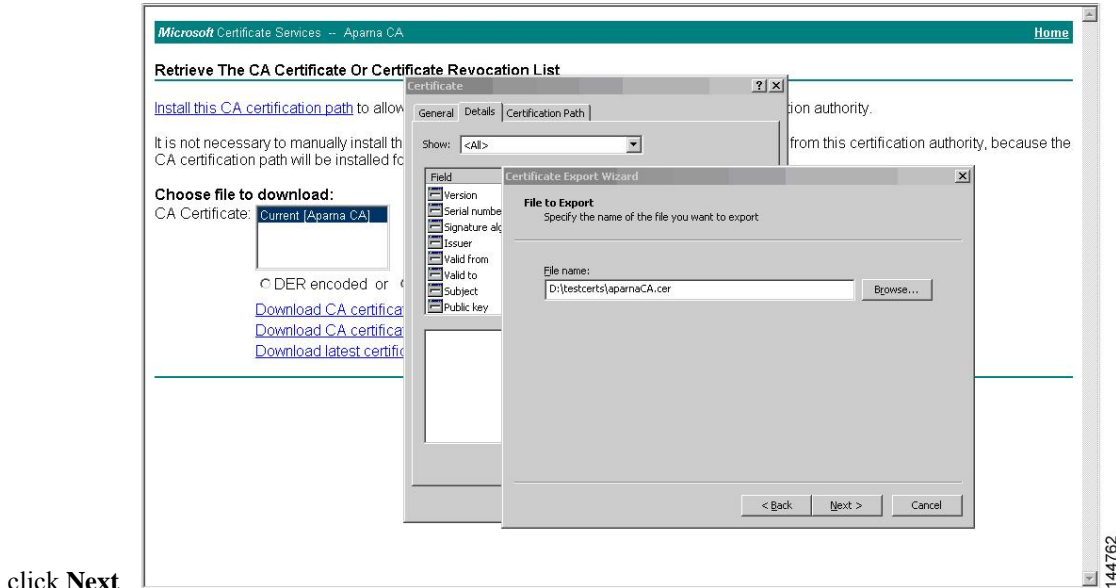 Microsoft Certificate Services -- Aparna CA
Home
Retrieve The CA Certificate Or Certificate Revocation List
Install this CA certification path to allow
tion authority.
It is not necessary to manually install th
from this certification authority, because the
CA certification path will be installed fo
Choose file to download:
CA Certificate:
Current [Aparna CA]
DER encoded or
Download CA certifica
Download CA certifica
Download latest certific
Certificate
General
Details
Certification Path
Show:
<All>
Field
Version
Serial numbe
Signature alg
Issuer
Valid from
Valid to
Subject
Public key
Certificate Export Wizard
File to Export
Specify the name of the file you want to export
File name:
D:\testcerts\aparnaCA.cer
Browse...
< Back
Next >
Cancel
144762
click Next